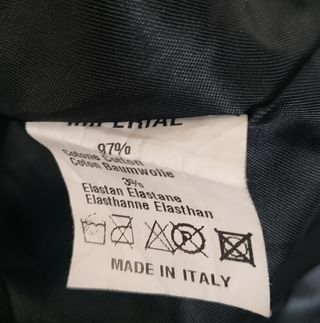 IMPERIAL
97%
Cotone Cotton
Coton Baumwolle
3%
Elastan Elastane
Elasthanne Elasthan
P
MADE IN ITALY